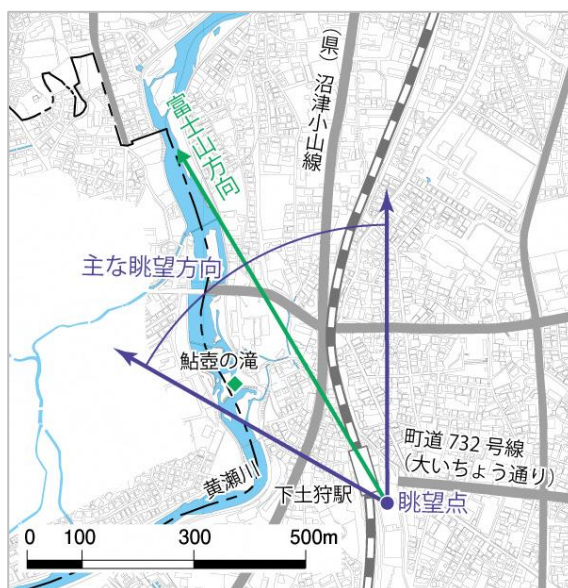 (県)沼津小山線
富士山方向
主な眺望方向
鮎壺の滝
町道 732 号線
(大いちょう通り)
黄瀬川
下土狩駅
眺望点
0 100 300 500m